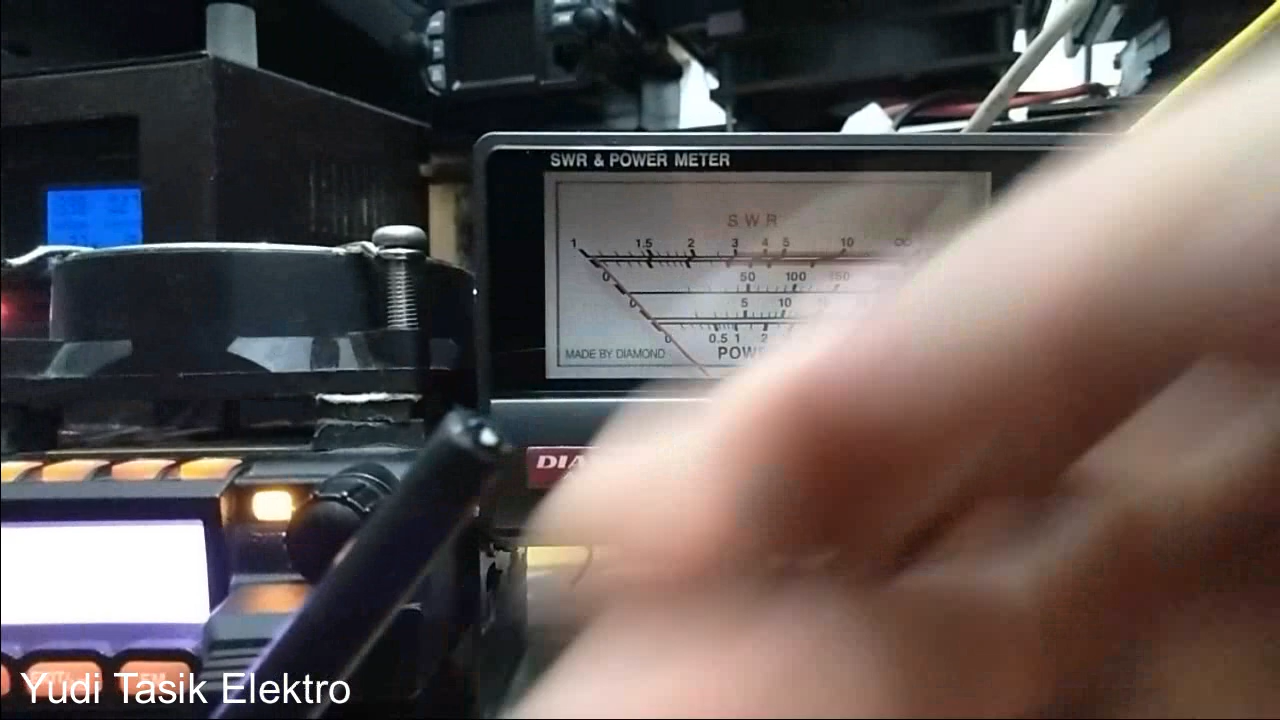 SWR & POWER METER
SWR
1 1.5 2 3 4 5 10 ∞
0 50 100 150
0 5 10
0 0.5 1 2
MADE BY DIAMOND
Yudi Tasik Elektro